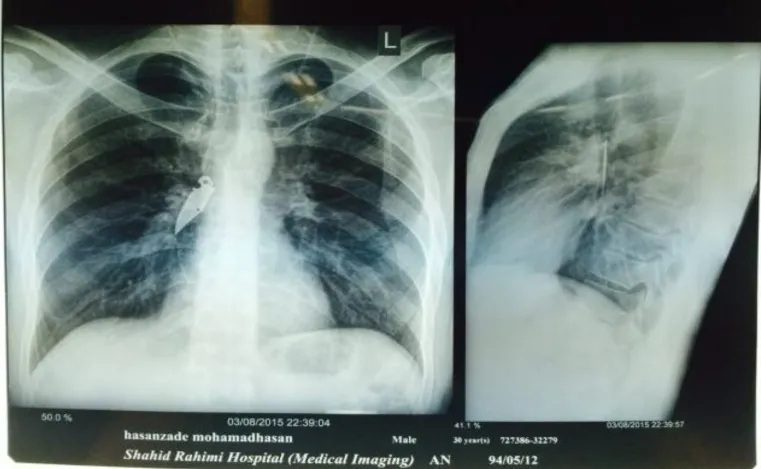 L
50.0 %
03/08/2015 22:39:04
41.1 %
03/08/2015 22:39:57
hasanzade mohamadhasan Male 30 year(s) 727386-32279
Shahid Rahimi Hospital (Medical Imaging) AN 94/05/12